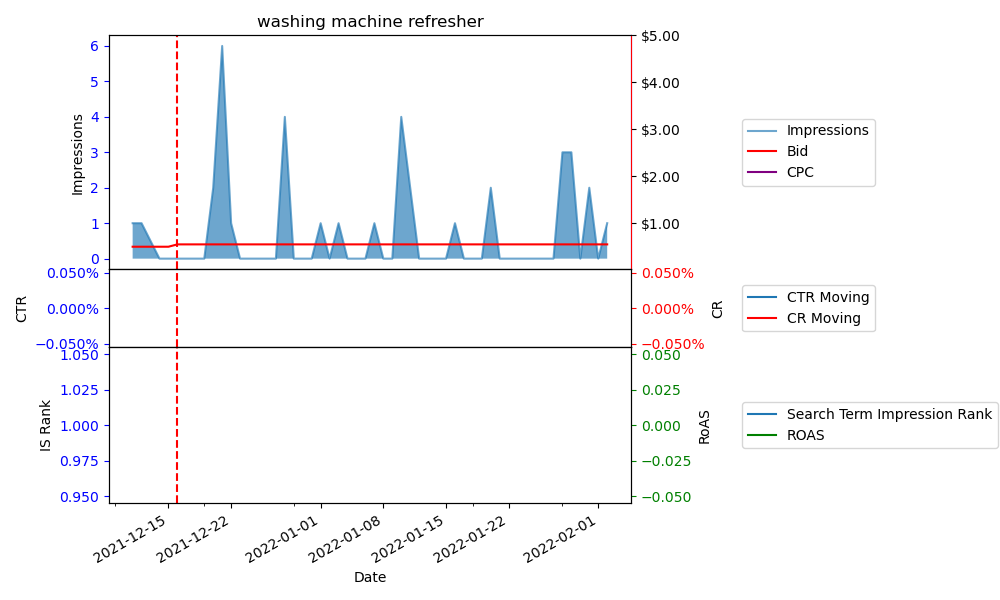 washing machine refresher
6
5
4
3
2
1
0
Impressions
$5.00
$4.00
$3.00
$2.00
$1.00
Impressions
Bid
CPC
0.050%
0.000%
−0.050%
CTR
0.050%
0.000%
−0.050%
CR
CTR Moving
CR Moving
1.050
1.025
1.000
0.975
0.950
IS Rank
0.050
0.025
0.000
−0.025
−0.050
RoAS
Search Term Impression Rank
ROAS
2021-12-15
2021-12-22
2022-01-01
2022-01-08
2022-01-15
2022-01-22
2022-02-01
Date